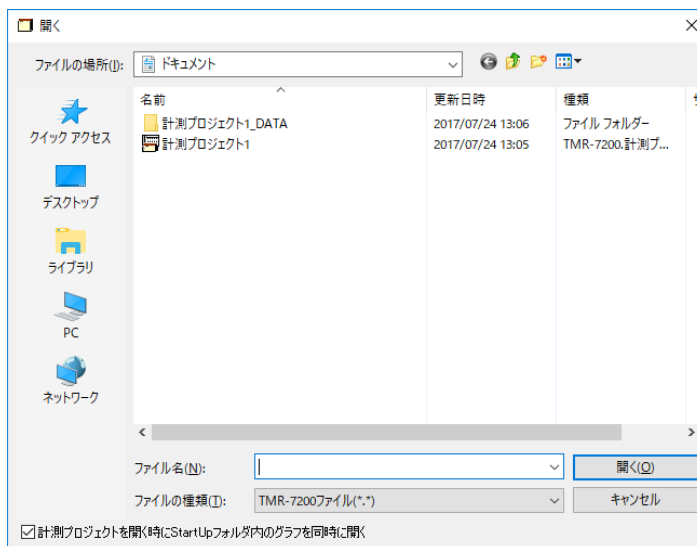 開く
ファイルの場所(I):
ドキュメント
名前
更新日時
種類
計測プロジェクト1_DATA
2017/07/24 13:06
ファイル フォルダー
計測プロジェクト1
2017/07/24 13:05
TMR-7200.計測プ...
クイック アクセス
デスクトップ
ライブラリ
PC
ネットワーク
ファイル名(N):
開く(O)
ファイルの種類(T):
TMR-7200ファイル(*.*)
キャンセル
計測プロジェクトを開く時にStartUpフォルダ内のグラフを同時に開く